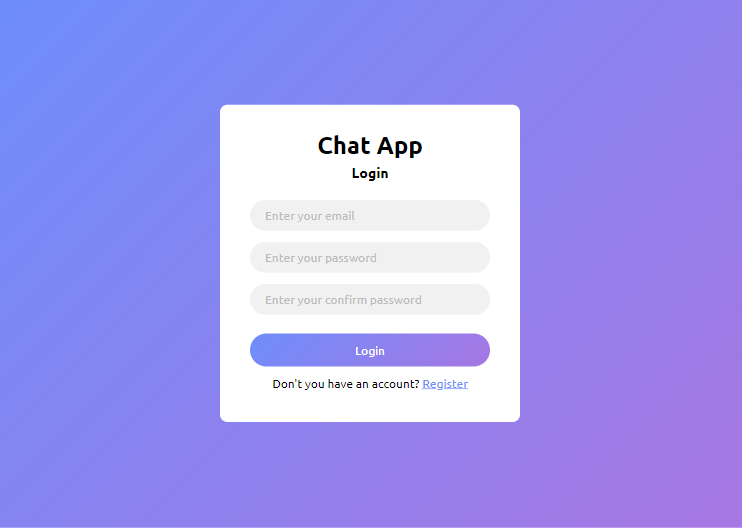 Chat App
Login
Enter your email
Enter your password
Enter your confirm password
Login
Don't you have an account? Register